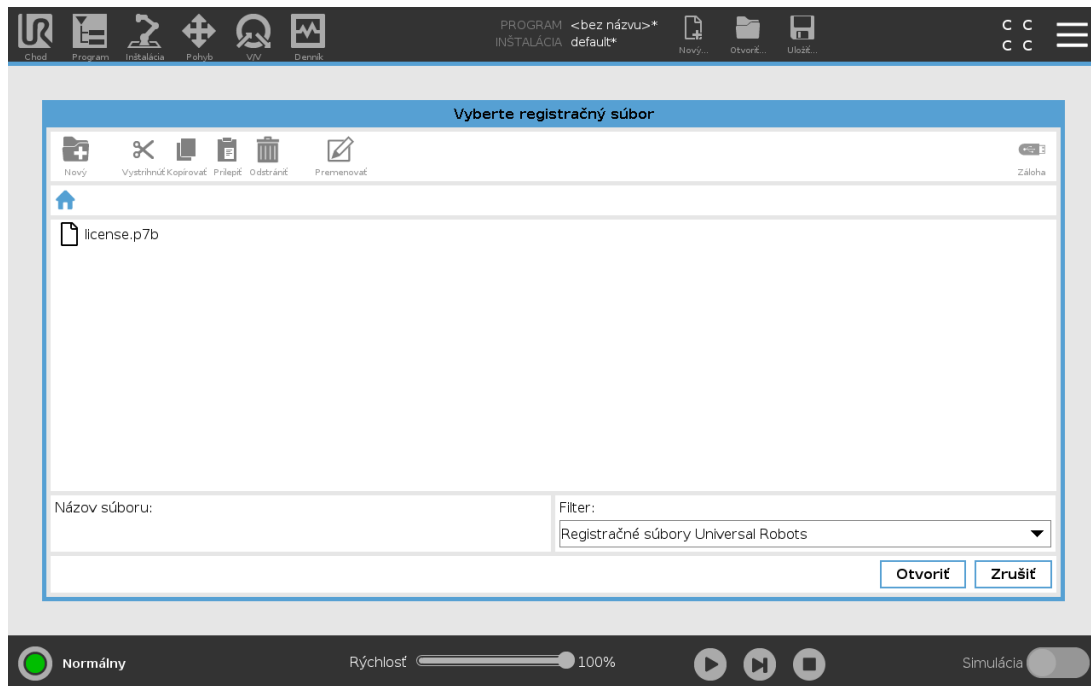 PROGRAM <bez názvu>*
INŠTALÁCIA default*
Chod Program Inštalácia Pohyb V/V Denník Nový... Otvoriť... Uložiť...
C C
C C
Vyberte registračný súbor
Nový Vystrihnúť Kopírovať Prilepiť Odstrániť Premenovať Záloha
license.p7b
Názov súboru: Filter:
Registračné súbory Universal Robots
Otvoriť Zrušiť
Normálny Rýchlosť 100% Simulácia